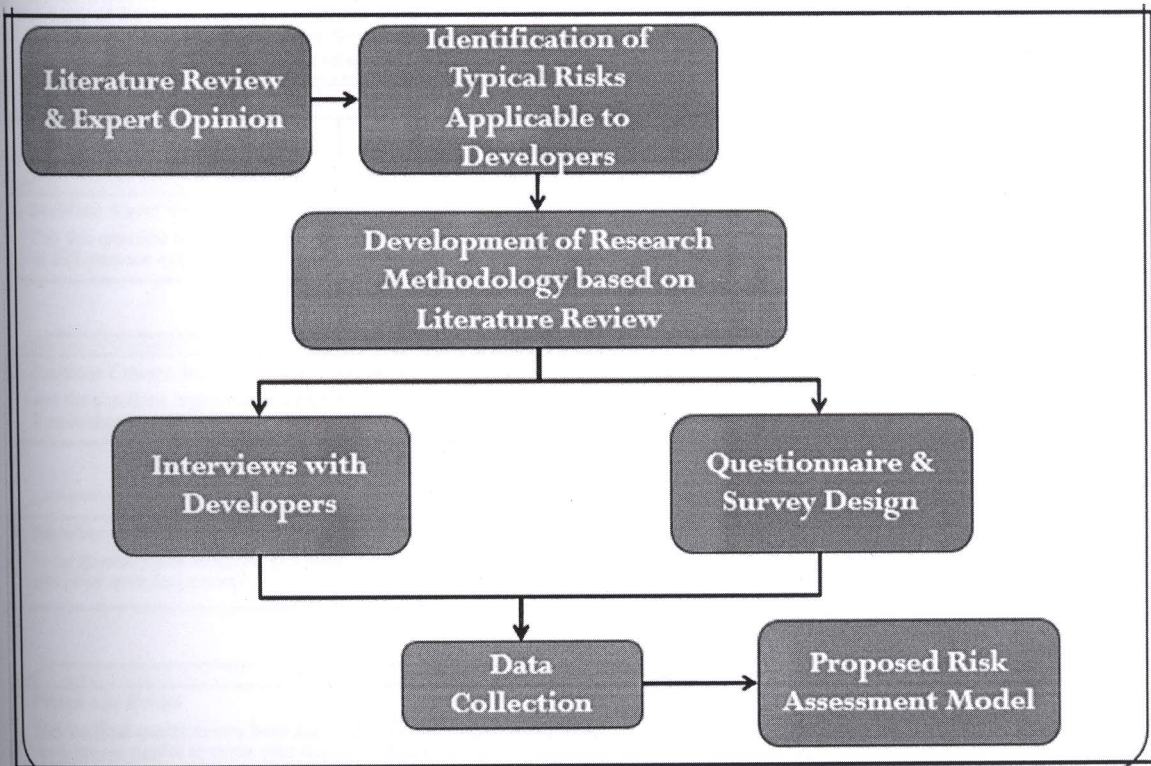 Literature Review
& Expert Opinion
Identification of
Typical Risks
Applicable to
Developers
Development of Research
Methodology based on
Literature Review
Interviews with
Developers
Questionnaire &
Survey Design
Data
Collection
Proposed Risk
Assessment Model